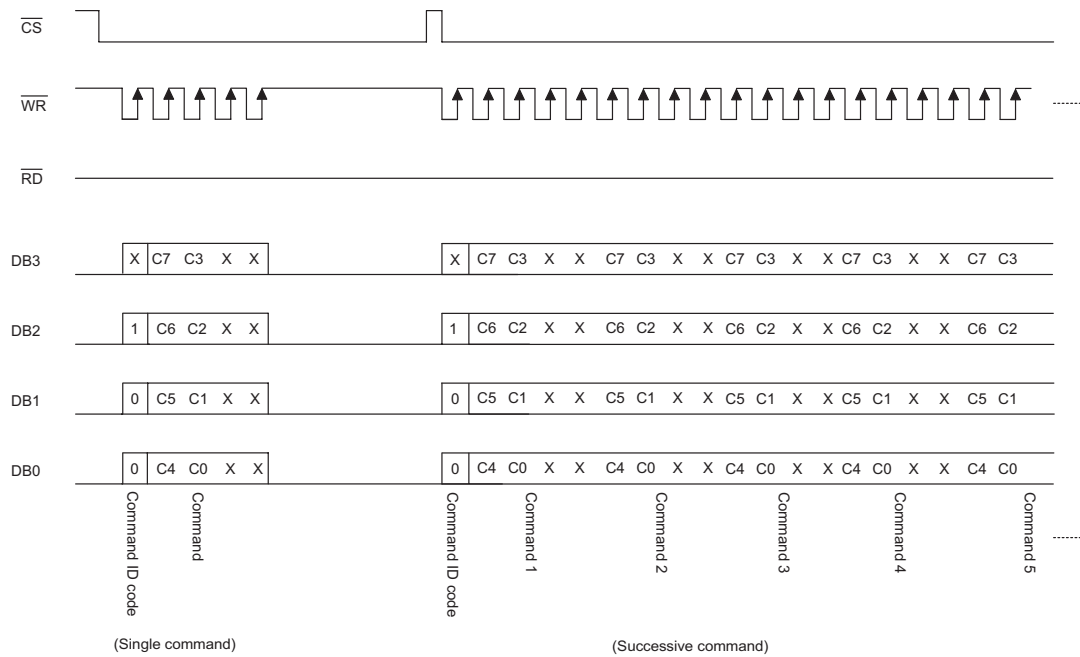 CS
WR
RD
DB3 X C7 C3 X X X C7 C3 X X C7 C3 X X C7 C3 X X C7 C3 X X C7 C3
DB2 1 C6 C2 X X 1 C6 C2 X X C6 C2 X X C6 C2 X X C6 C2 X X C6 C2
DB1 0 C5 C1 X X 0 C5 C1 X X C5 C1 X X C5 C1 X X C5 C1 X X C5 C1
DB0 0 C4 C0 X X 0 C4 C0 X X C4 C0 X X C4 C0 X X C4 C0 X X C4 C0
Command ID code
Command
Command ID code
Command 1
Command 2
Command 3
Command 4
Command 5
(Single command)
(Successive command)